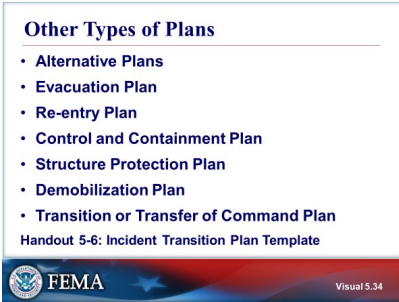 Other Types of Plans
• Alternative Plans
• Evacuation Plan
• Re-entry Plan
• Control and Containment Plan
• Structure Protection Plan
• Demobilization Plan
• Transition or Transfer of Command Plan
Handout 5-6: Incident Transition Plan Template
FEMA
Visual 5.34